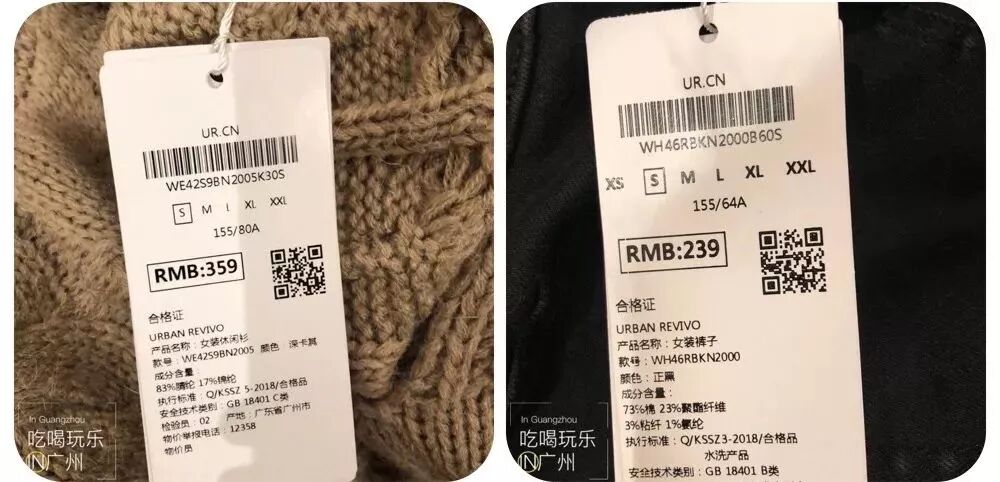 UR.CN
WE42S9BN2005K30S
S M L XL XXL
155/80A
RMB:359
合格证
URBAN REVIVO
产品名称：女装休闲衫
款号：WE42S9BN2005 颜色 深卡其
成分含量：
83%腈纶 17%锦纶
执行标准：Q/KSSZ 5-2018/合格品
安全技术类别：GB 18401 C类
检验员：02 产地：广东省广州市
物价举报电话：12358
物价员
In Guangzhou
吃喝玩乐
IN广州
UR.CN
WH46RBKN2000B60S
XS S M L XL XXL
155/64A
RMB:239
合格证
URBAN REVIVO
产品名称：女装裤子
款号：WH46RBKN2000
颜色：正黑
成分含量：
73%棉 23%聚酯纤维
3%粘纤 1%氨纶
执行标准：Q/KSSZ3-2018/合格品
水洗产品
安全技术类别：GB 18401 B类
In Guangzhou
吃喝玩乐
IN广州